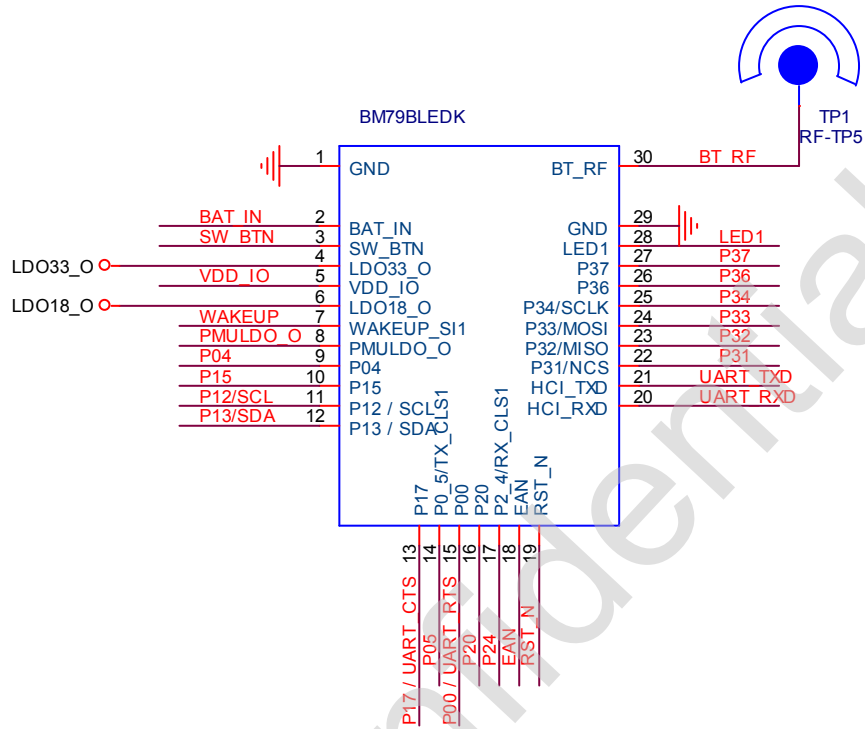 BM79BLEDK
TP1
RF-TP5
1
GND
BT_RF
30
BT_RF
BAT_IN
2
BAT_IN
GND
29
SW_BTN
3
SW_BTN
LED1
28
LED1
LDO33_O
4
LDO33_O
P37
27
P37
VDD_IO
5
VDD_IO
P36
26
P36
LDO18_O
6
LDO18_O
P34/SCLK
25
P34
WAKEUP
7
WAKEUP_SI1
P33/MOSI
24
P33
PMULDO_O
8
PMULDO_O
P32/MISO
23
P32
P04
9
P04
P31/NCS
22
P31
P15
10
P15
HCI_TXD
21
UART_TXD
P12/SCL
11
P12 / SCL
HCI_RXD
20
UART_RXD
P13/SDA
12
P13 / SDA
P17
P0_5/TX_CLS1
P00
P20
P2_4/RX_CLS1
EAN
RST_N
13
14
15
16
17
18
19
P17 / UART_CTS
P05
P00 / UART_RTS
P20
P24
EAN
RST_N
nfidential